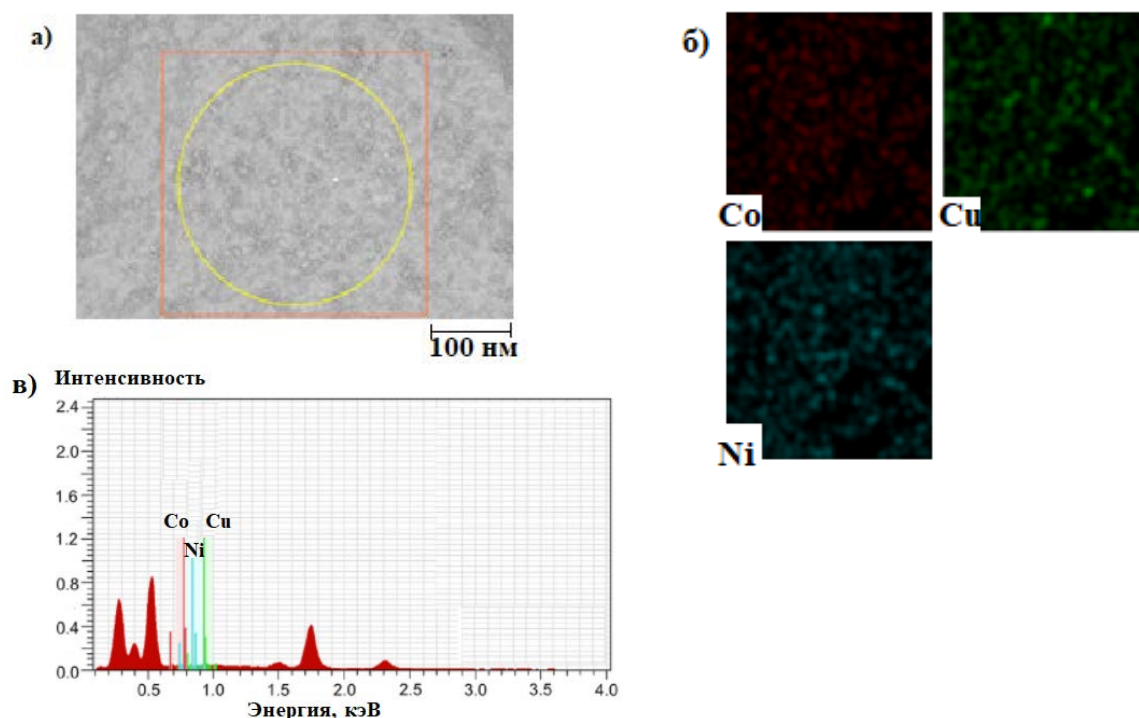 а)
100 нм
б)
Co
Cu
Ni
в)
Интенсивность
2.4
2.0
1.6
1.2
0.8
0.4
0.0
Co
Cu
Ni
0.5 1.0 1.5 2.0 2.5 3.0 3.5 4.0
Энергия, кэВ